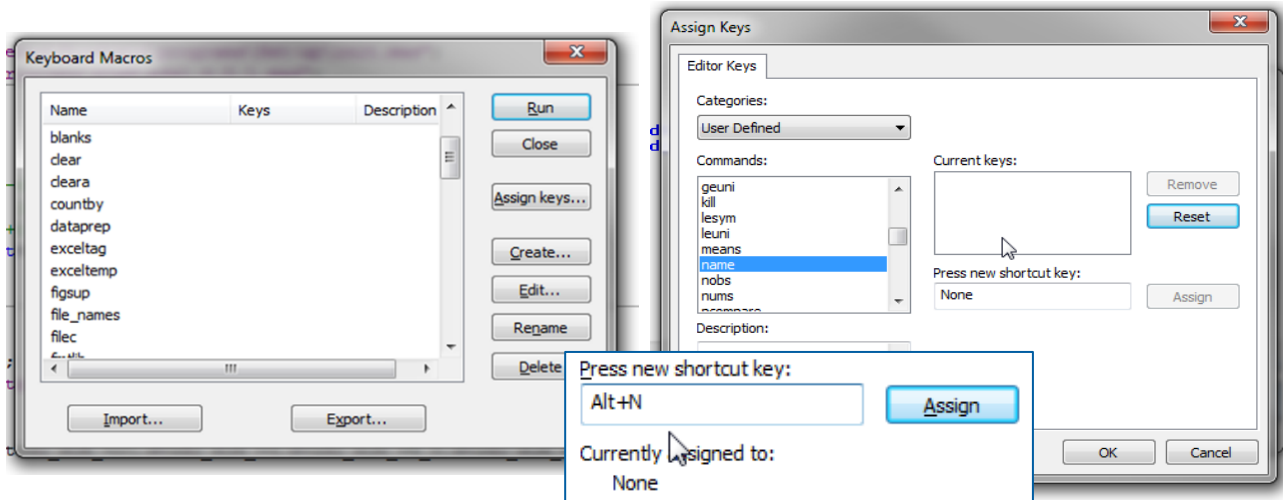 Keyboard Macros
Name Keys Description
blanks
clear
cleara
countby
dataprep
exceltag
exceltemp
figsup
file_names
filec
Run
Close
Assign keys...
Create...
Edit...
Rename
Delete
Import...
Export...
Assign Keys
Editor Keys
Categories:
User Defined
Commands:
geuni
kill
lesym
leuni
means
name
nobs
nums
ncompare
Description:
Current keys:
Remove
Reset
Press new shortcut key:
None
Assign
OK
Cancel
Press new shortcut key:
Alt+N
Assign
Currently assigned to:
None